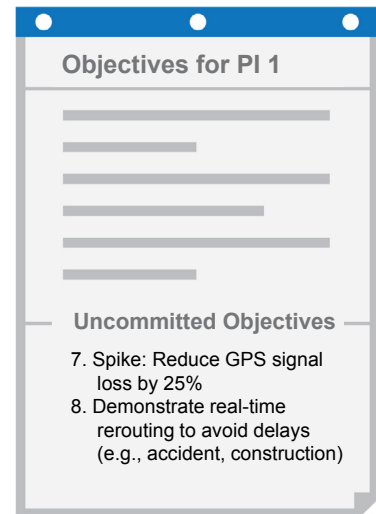 Objectives for PI 1
Uncommitted Objectives
7. Spike: Reduce GPS signal
loss by 25%
8. Demonstrate real-time
rerouting to avoid delays
(e.g., accident, construction)